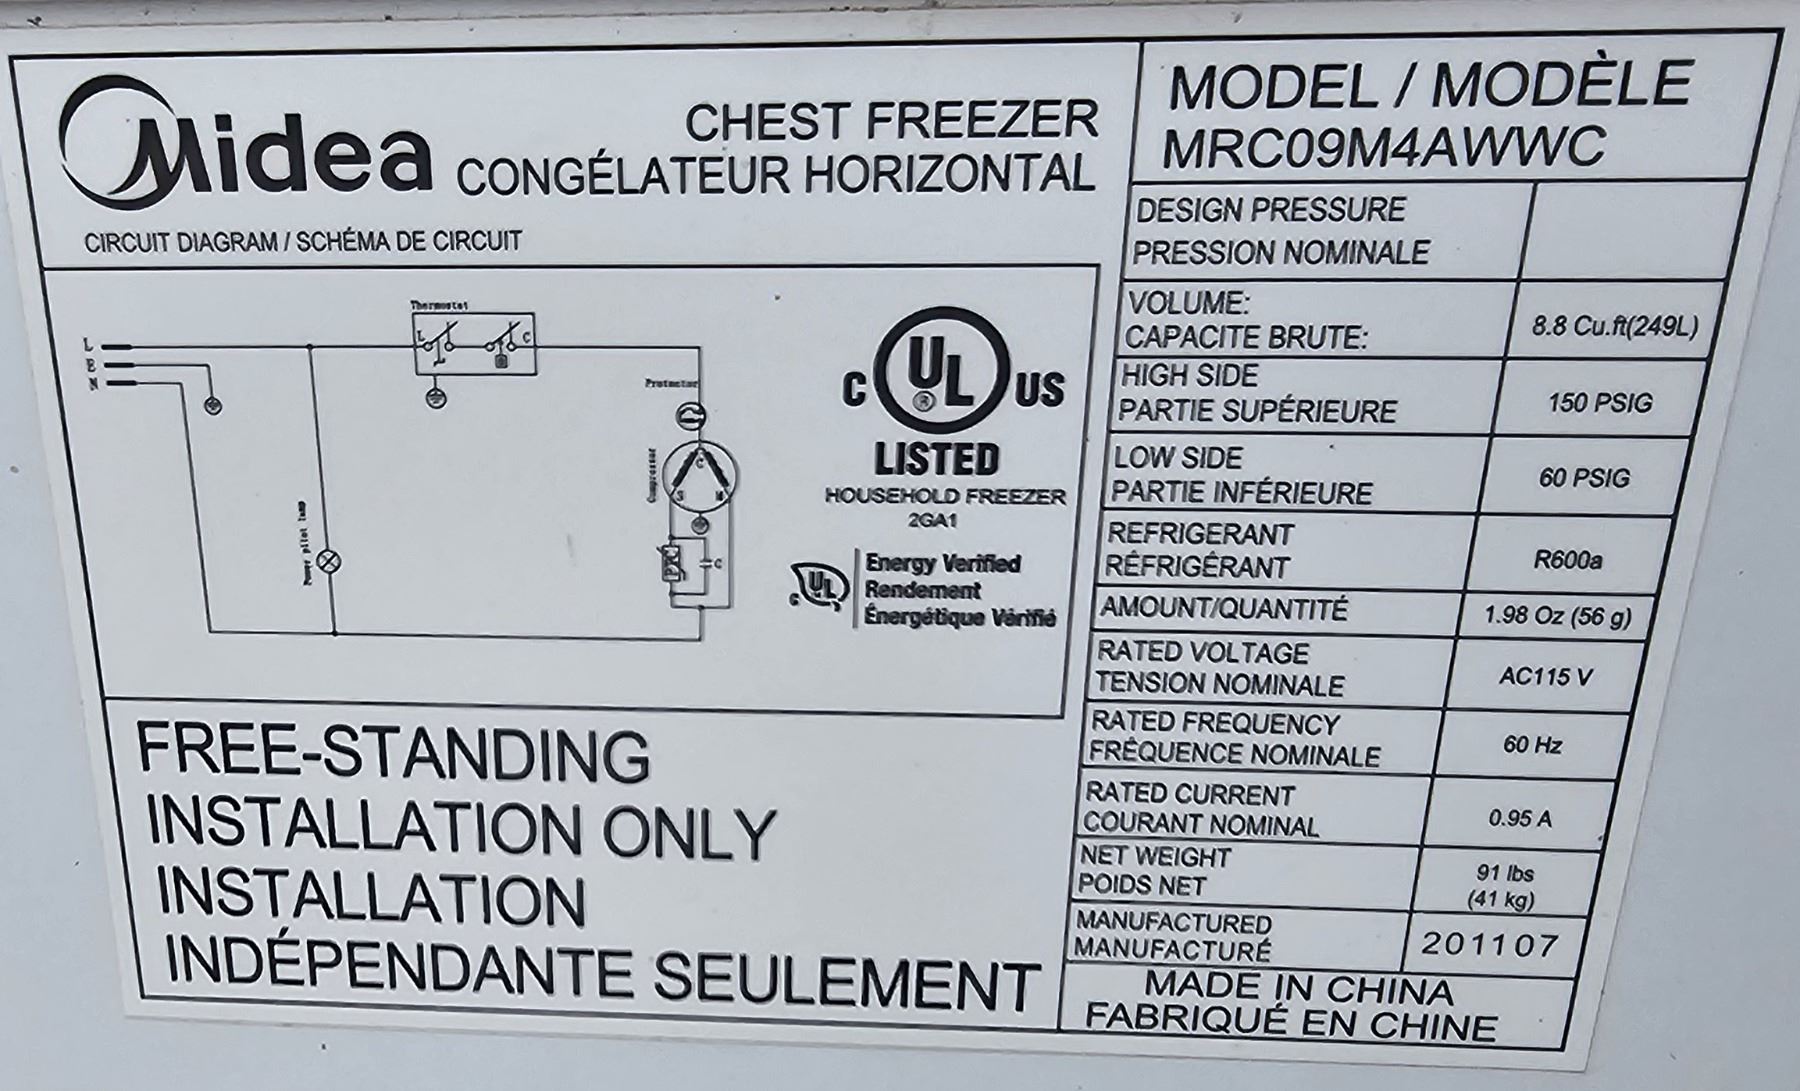 Midea
CHEST FREEZER
CONGÉLATEUR HORIZONTAL
CIRCUIT DIAGRAM / SCHÉMA DE CIRCUIT
Thermostat
L
E
N
L
C
Protector
Compressor
C
S
M
PTC
C
Power pilot lamp
C UL ® US
LISTED
HOUSEHOLD FREEZER
2GA1
c UL
Energy Verified
Rendement
Énergétique Vérifié
FREE-STANDING
INSTALLATION ONLY
INSTALLATION
INDÉPENDANTE SEULEMENT
MODEL / MODÈLE
MRC09M4AWWC
DESIGN PRESSURE
PRESSION NOMINALE
VOLUME:
CAPACITE BRUTE:
8.8 Cu.ft(249L)
HIGH SIDE
PARTIE SUPÉRIEURE
150 PSIG
LOW SIDE
PARTIE INFÉRIEURE
60 PSIG
REFRIGERANT
RÉFRIGÉRANT
R600a
AMOUNT/QUANTITÉ
1.98 Oz (56 g)
RATED VOLTAGE
TENSION NOMINALE
AC115 V
RATED FREQUENCY
FRÉQUENCE NOMINALE
60 Hz
RATED CURRENT
COURANT NOMINAL
0.95 A
NET WEIGHT
POIDS NET
91 lbs
(41 kg)
MANUFACTURED
MANUFACTURÉ
201107
MADE IN CHINA
FABRIQUÉ EN CHINE